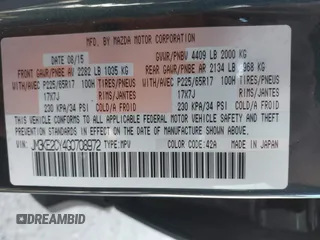 MFD BY MAZDA MOTOR CORPORATION
08/15 GVWR/PNBV 4409 LB 2000 KG
FRONT GAWR/PNBE AV 2282 LB 1035 KG REAR GAWR/PNBE AR 2134 LB 968 KG
WITH/AVEC P225/65R17 100H TIRES/PNEUS WITH/AVEC P225/65R17 100H TIRES/PNEUS
17X7J RIMS/JANTES 17X7J RIMS/JANTES
230 KPA/34 PSI COLD/A FROID 230 KPA/34 PSI COLD/A FROID
THIS VEHICLE CONFORMS TO ALL APPLICABLE FEDERAL MOTOR VEHICLE SAFETY AND THEFT PREVENTION STANDARDS IN EFFECT ON THE DATE OF MANUFACTURE SHOWN ABOVE.
VIN: JM3KE2CY4G0708972 TYPE:MPV COLOR CODE:42A MADE IN JAPAN
DREAMBID